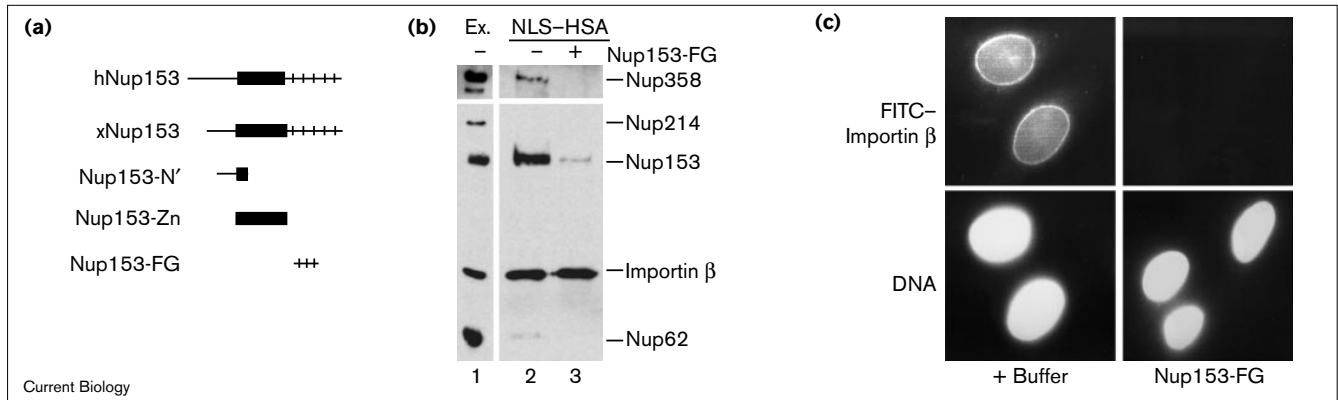 (a)
hNup153
xNup153
Nup153-N′
Nup153-Zn
Nup153-FG
Current Biology
(b)
Ex. NLS–HSA
– – + Nup153-FG
Nup358
Nup214
Nup153
Importin β
Nup62
1 2 3
(c)
FITC–
Importin β
DNA
+ Buffer Nup153-FG